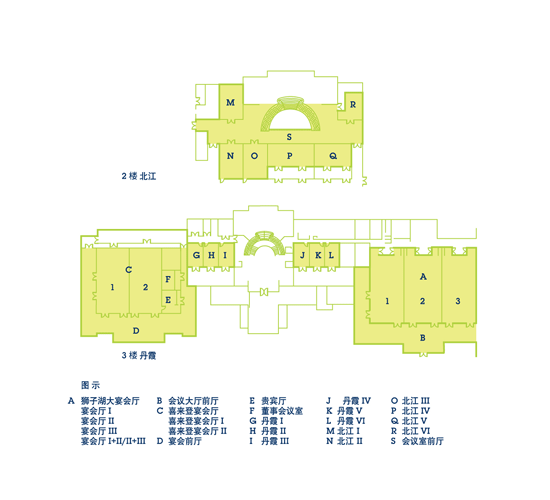 M
R
S
N O P Q
2 楼 北江
G H I
J K L
C
A
F
1 2
E
1 2 3
D
B
3 楼 丹霞
图 示
A 狮子湖大宴会厅 B 会议大厅前厅 E 贵宾厅 J 丹霞 IV O 北江 III
宴会厅 I C 喜来登宴会厅 F 董事会议室 K 丹霞 V P 北江 IV
宴会厅 II 喜来登宴会厅 I G 丹霞 I L 丹霞 VI Q 北江 V
宴会厅 III 喜来登宴会厅 II H 丹霞 II M 北江 I R 北江 VI
宴会厅 I+II/II+III D 宴会前厅 I 丹霞 III N 北江 II S 会议室前厅